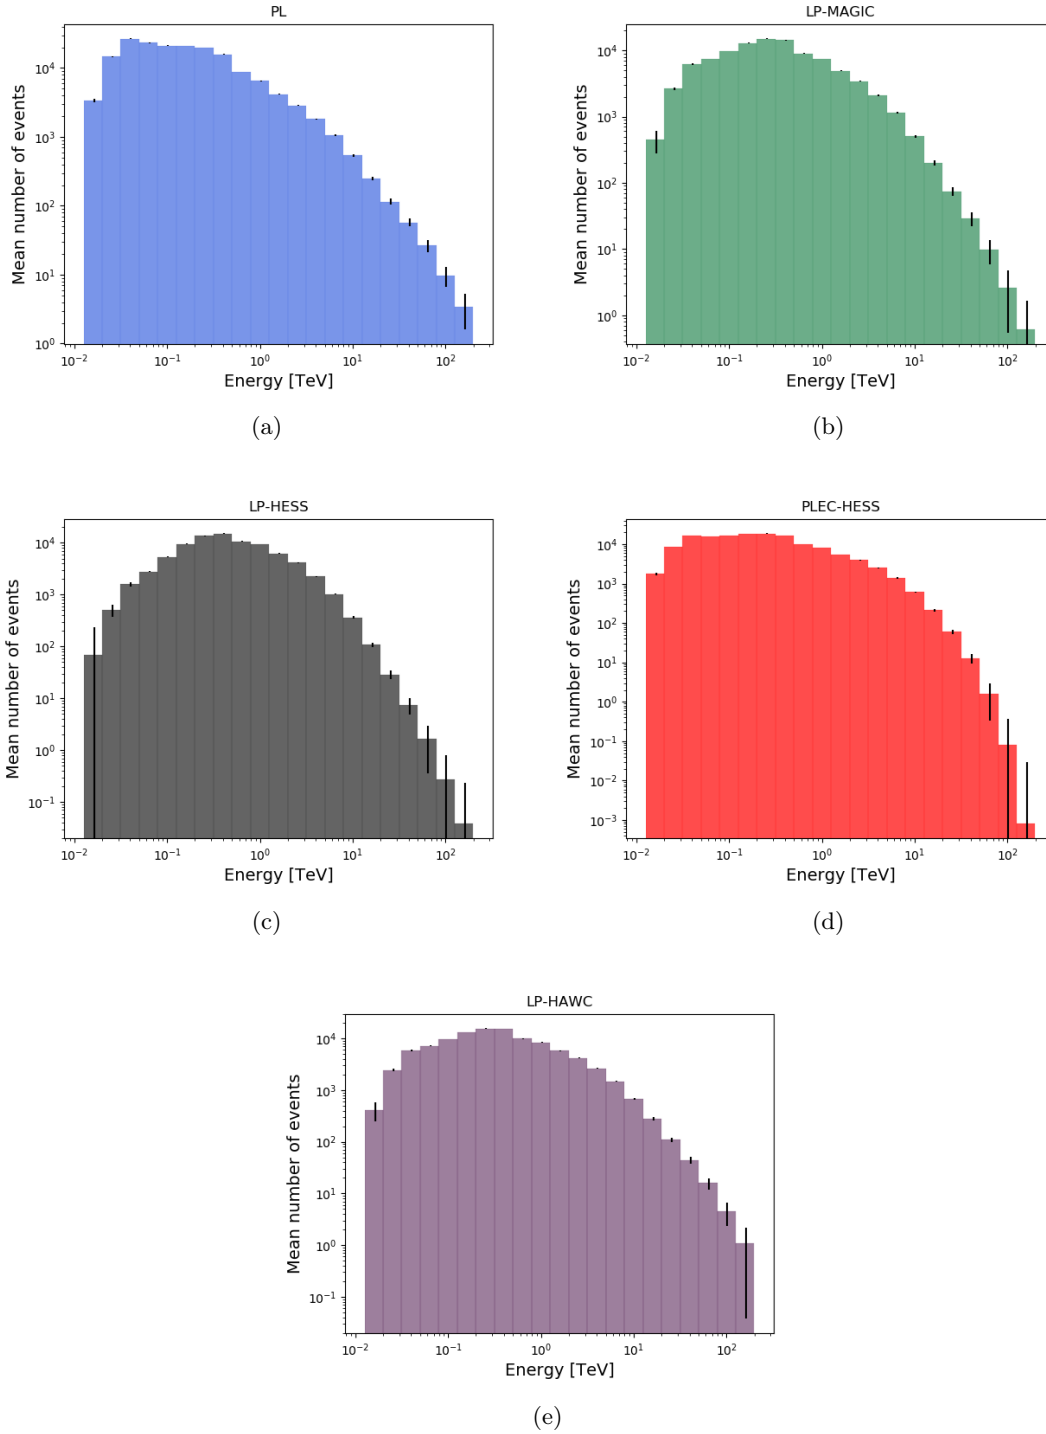 PL
Mean number of events
10⁴
10³
10²
10¹
10⁰
10⁻² 10⁻¹ 10⁰ 10¹ 10²
Energy [TeV]
(a)
LP-MAGIC
Mean number of events
10⁴
10³
10²
10¹
10⁰
10⁻² 10⁻¹ 10⁰ 10¹ 10²
Energy [TeV]
(b)
LP-HESS
Mean number of events
10⁴
10³
10²
10¹
10⁰
10⁻¹
10⁻² 10⁻¹ 10⁰ 10¹ 10²
Energy [TeV]
(c)
PLEC-HESS
Mean number of events
10⁴
10³
10²
10¹
10⁰
10⁻¹
10⁻²
10⁻³
10⁻² 10⁻¹ 10⁰ 10¹ 10²
Energy [TeV]
(d)
LP-HAWC
Mean number of events
10⁴
10³
10²
10¹
10⁰
10⁻¹
10⁻² 10⁻¹ 10⁰ 10¹ 10²
Energy [TeV]
(e)